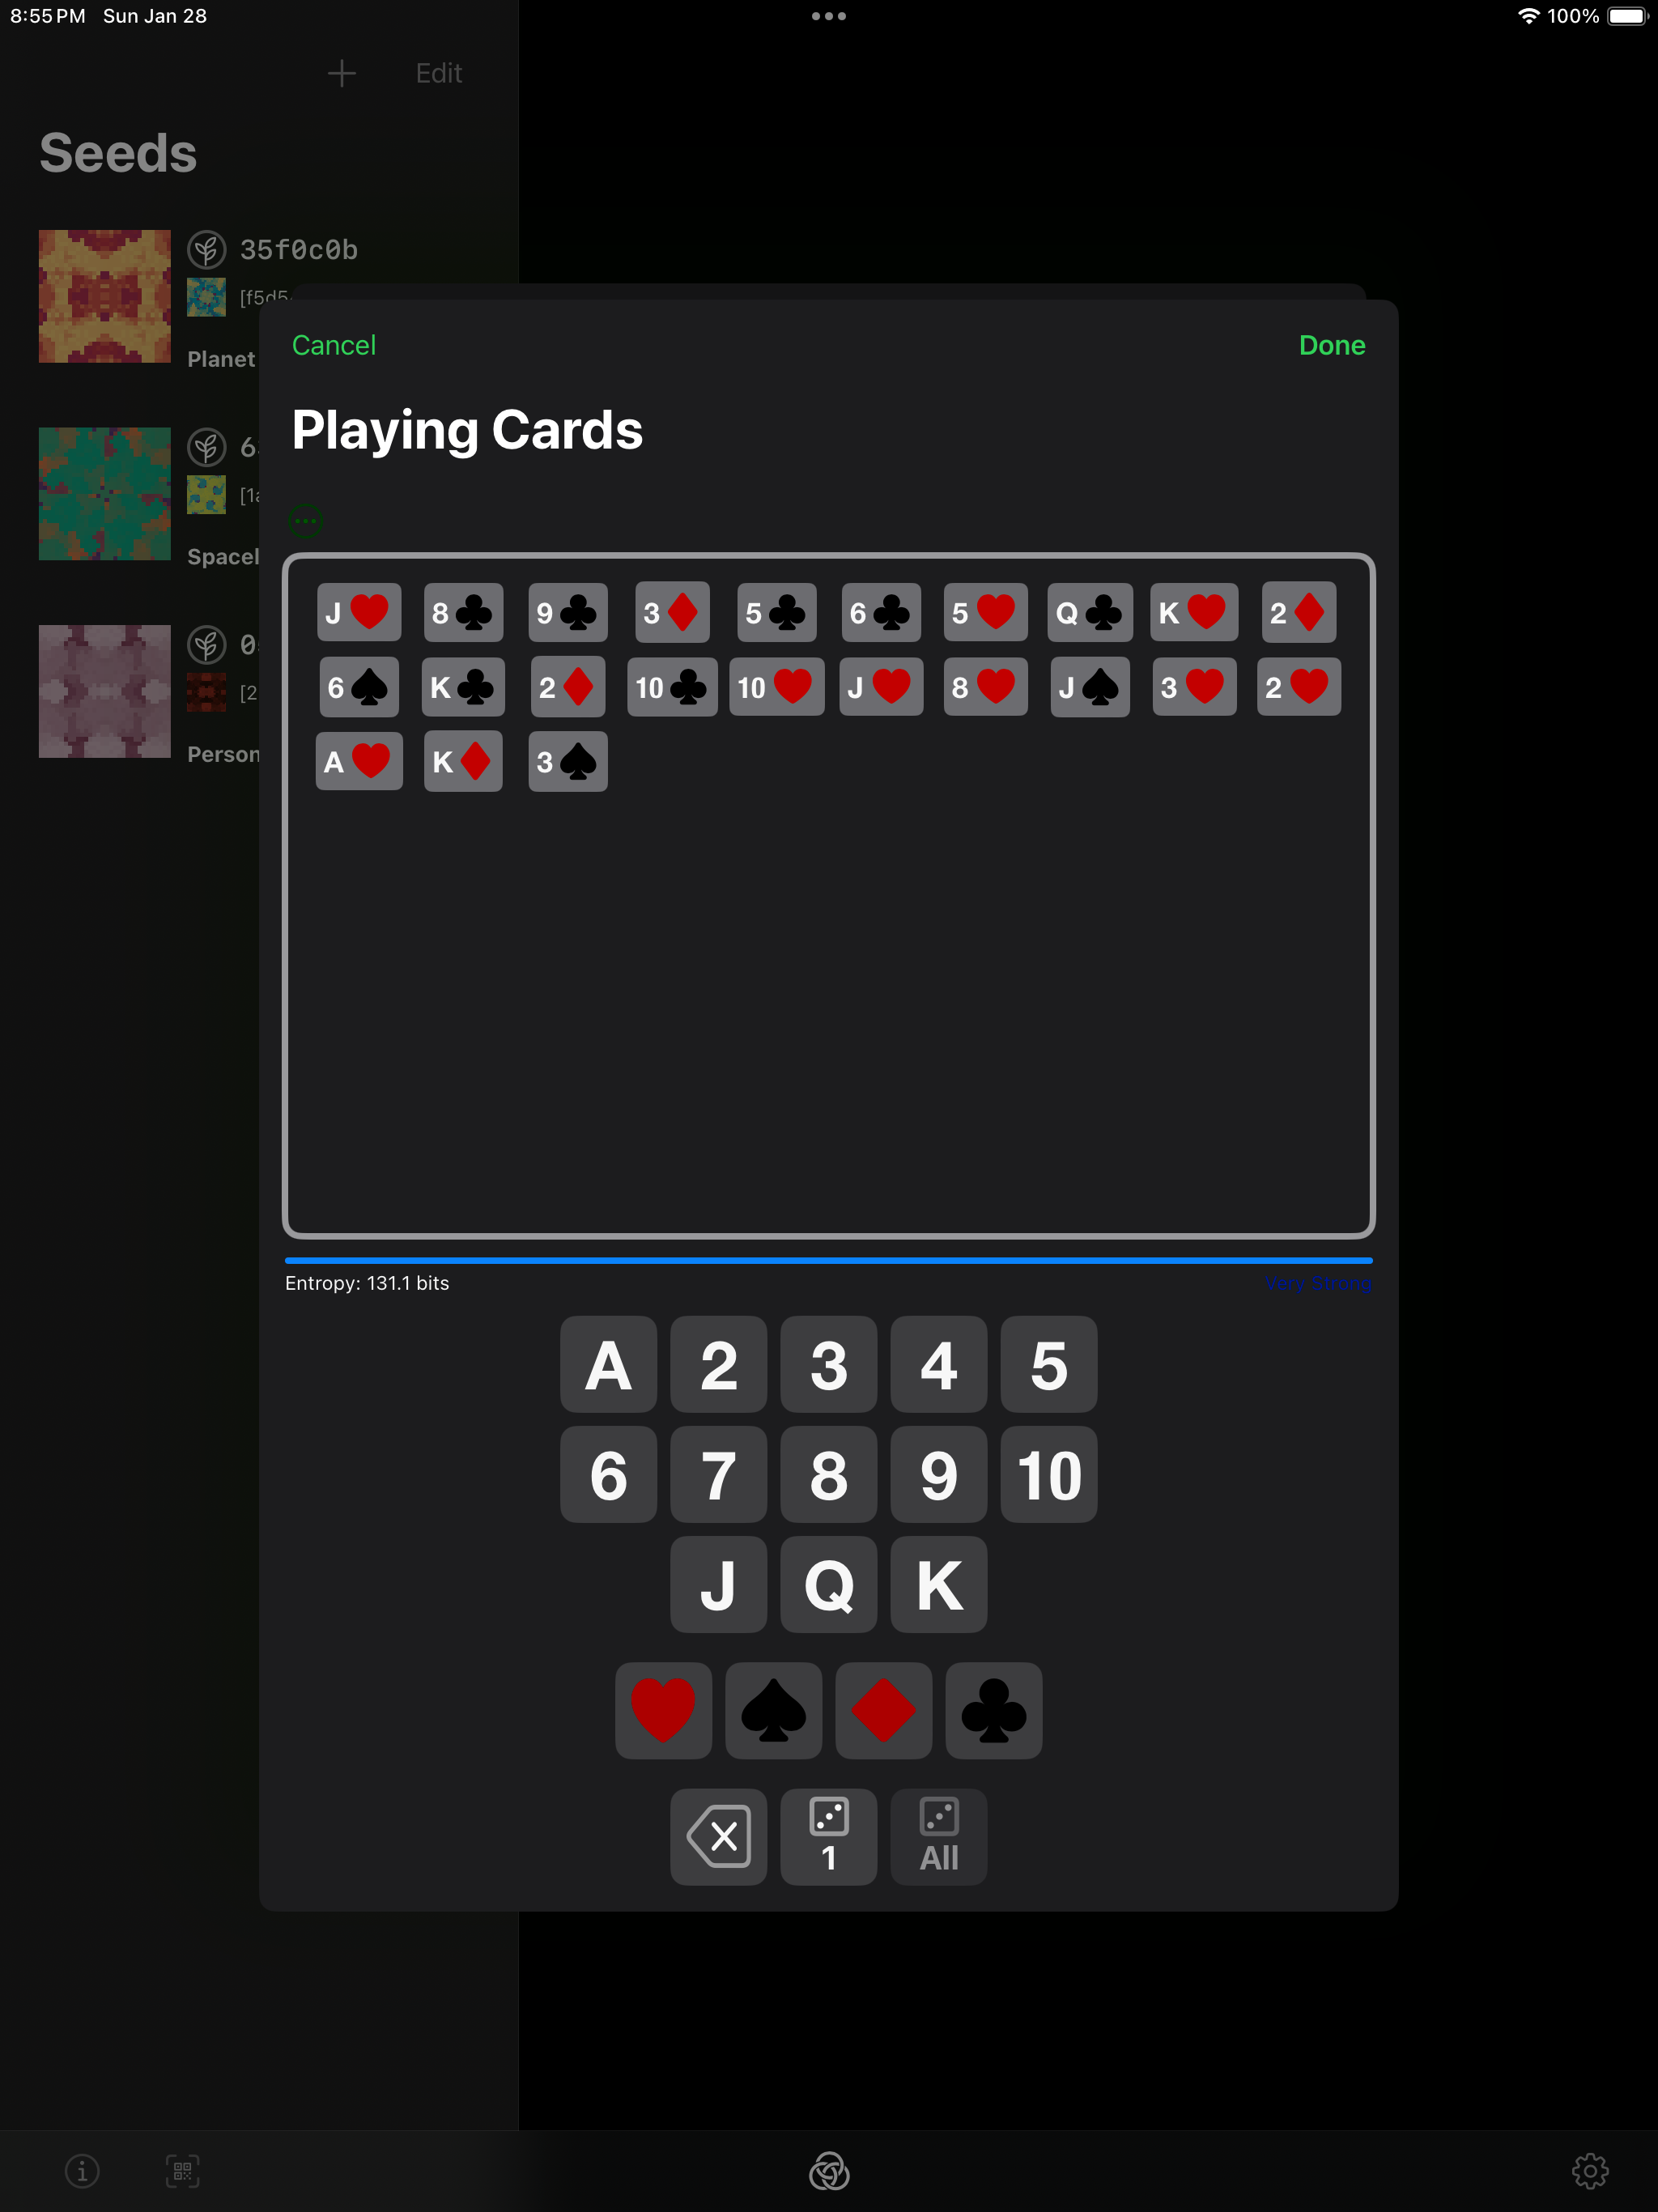 8:55 PM Sun Jan 28
100%
Edit
Seeds
35f0c0b
[f5d5
Planet
6
[1a
Spacel
0
[2
Person
Cancel
Done
Playing Cards
J♥ 8♣ 9♣ 3♦ 5♣ 6♣ 5♥ Q♣ K♥ 2♦
6♠ K♣ 2♦ 10♣ 10♥ J♥ 8♥ J♠ 3♥ 2♥
A♥ K♦ 3♠
Entropy: 131.1 bits
Very Strong
A 2 3 4 5
6 7 8 9 10
J Q K
♥ ♠ ♦ ♣
1 All